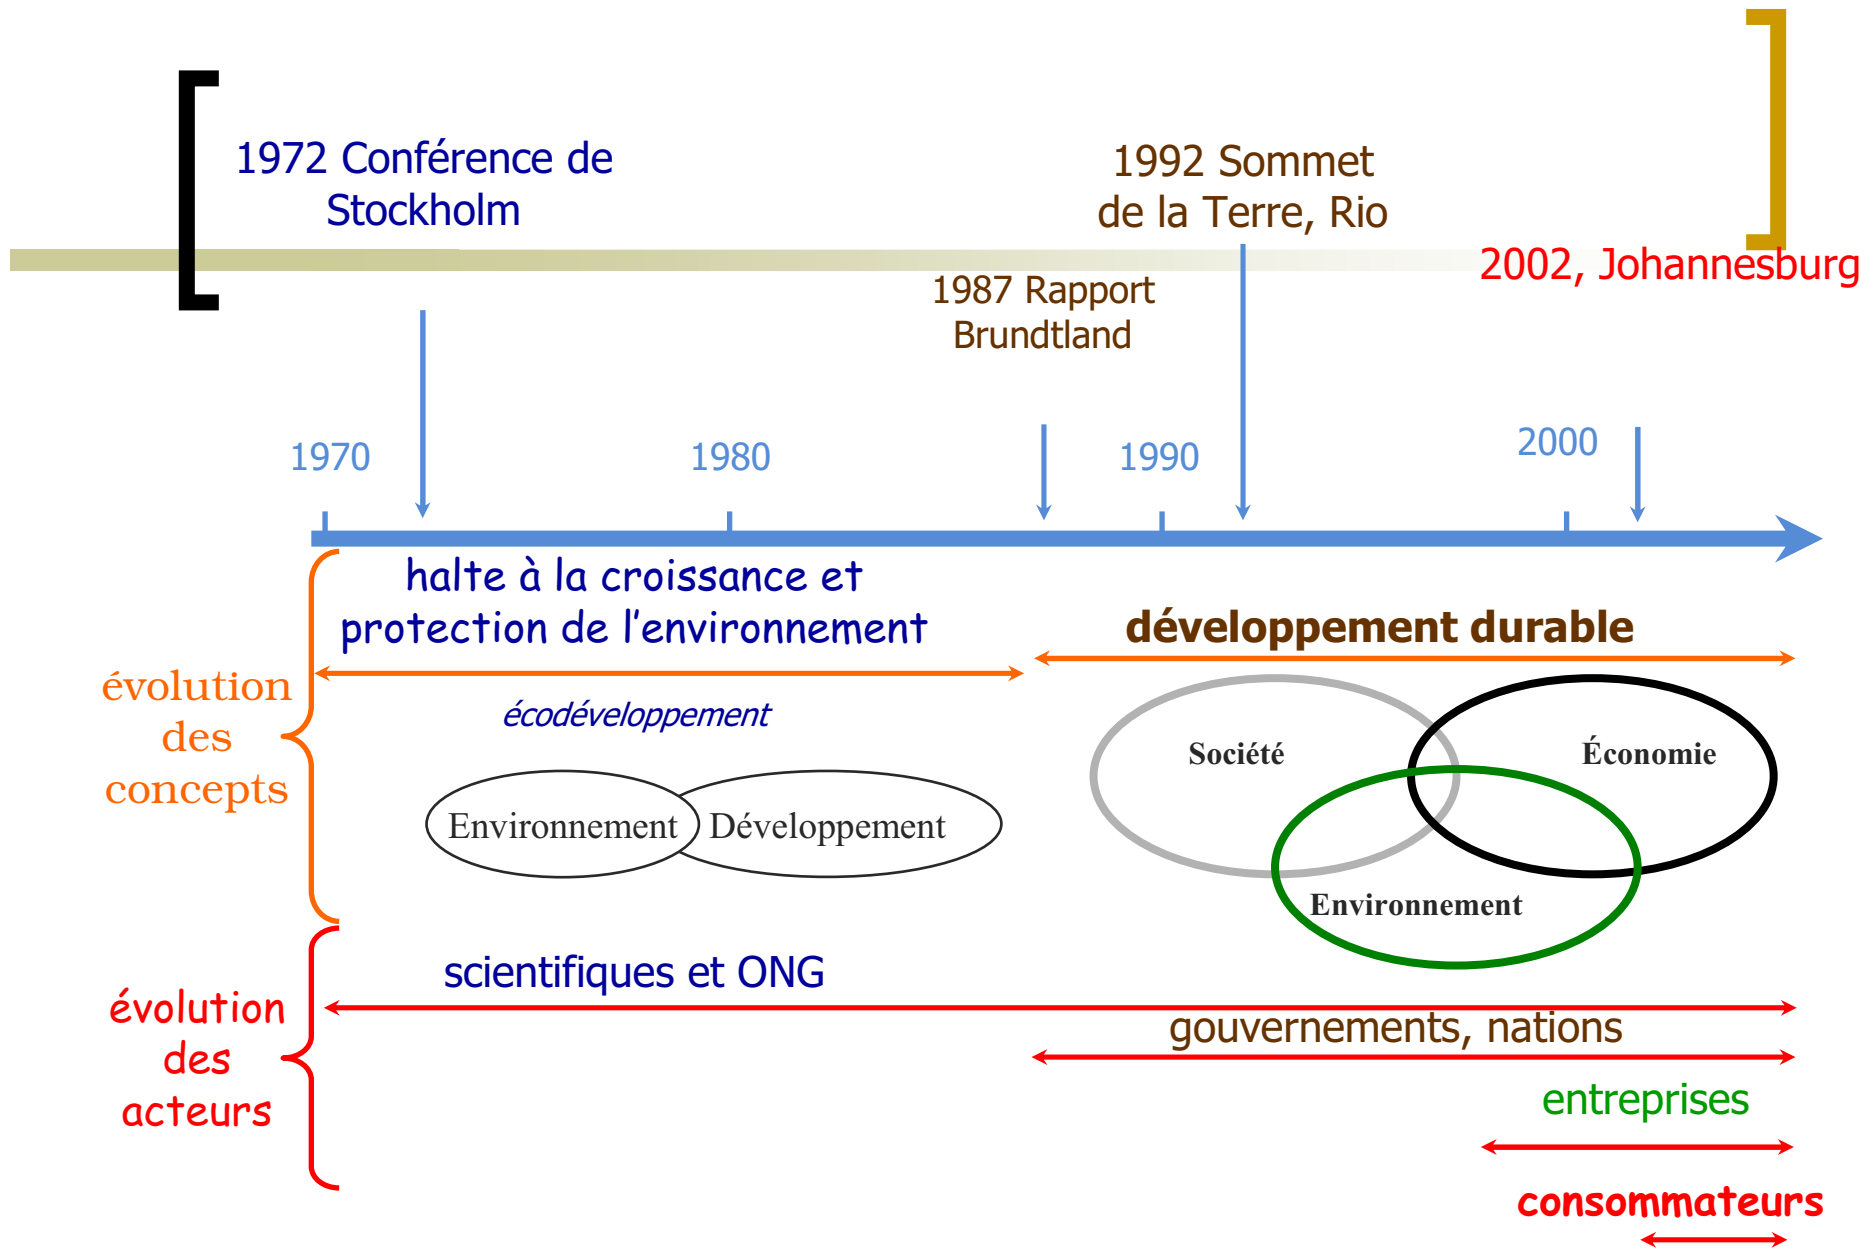 1972 Conférence de
Stockholm
1992 Sommet
de la Terre, Rio
2002, Johannesburg
1987 Rapport
Brundtland
1970
1980
1990
2000
halte à la croissance et
protection de l'environnement
développement durable
évolution
des
concepts
écodéveloppement
Environnement
Développement
Société
Économie
Environnement
scientifiques et ONG
évolution
des
acteurs
gouvernements, nations
entreprises
consommateurs